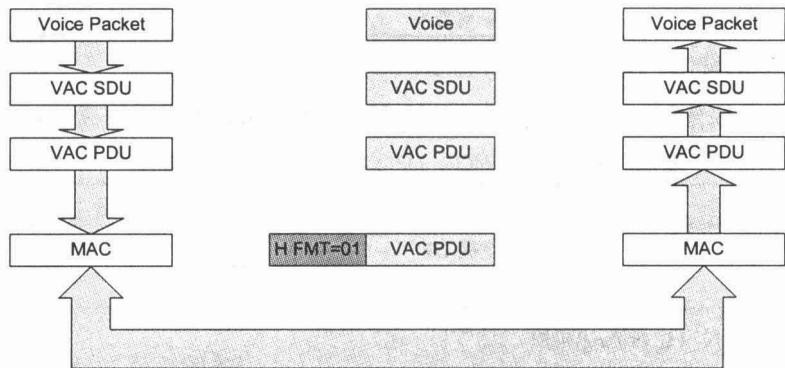 Voice Packet Voice Voice Packet
VAC SDU VAC SDU VAC SDU
VAC PDU VAC PDU VAC PDU
MAC H FMT=01 VAC PDU MAC